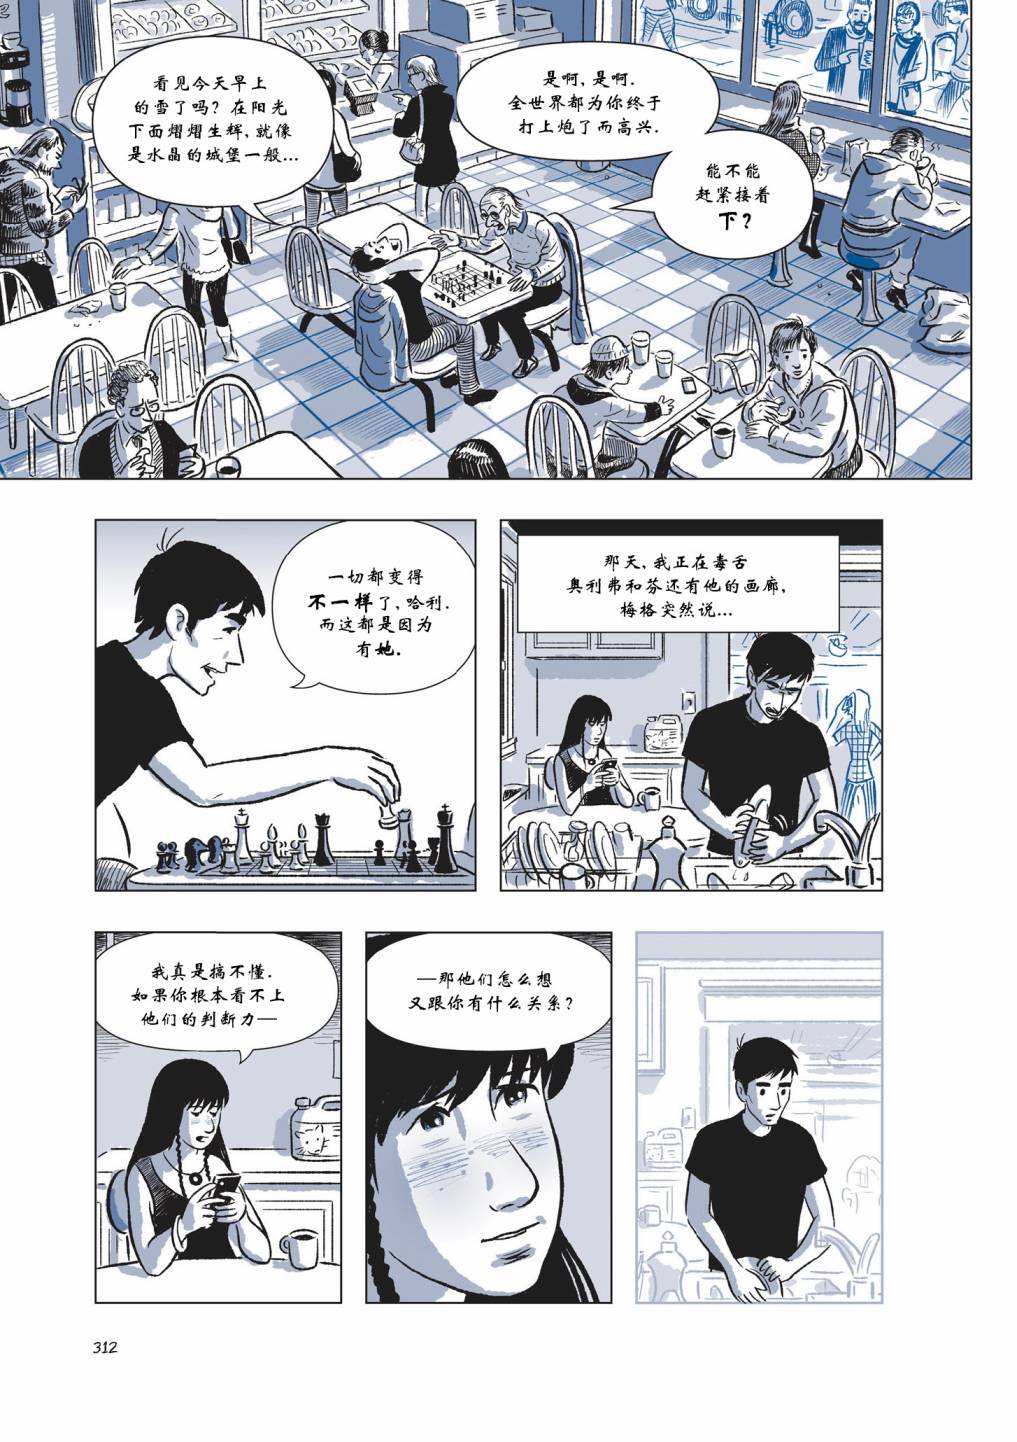 看见今天早上
的雪了吗？在阳光
下面熠熠生辉，就像
是水晶的城堡一般…
是啊，是啊.
全世界都为你终于
打上炮了而高兴.
能不能
赶紧接着
下？
一切都变得
不一样了，哈利.
而这都是因为
有她.
那天，我正在毒舌
奥利弗和芬还有他的画廊，
梅格突然说…
我真是搞不懂.
如果你根本看不上
他们的判断力—
—那他们怎么想
又跟你有什么关系？
312